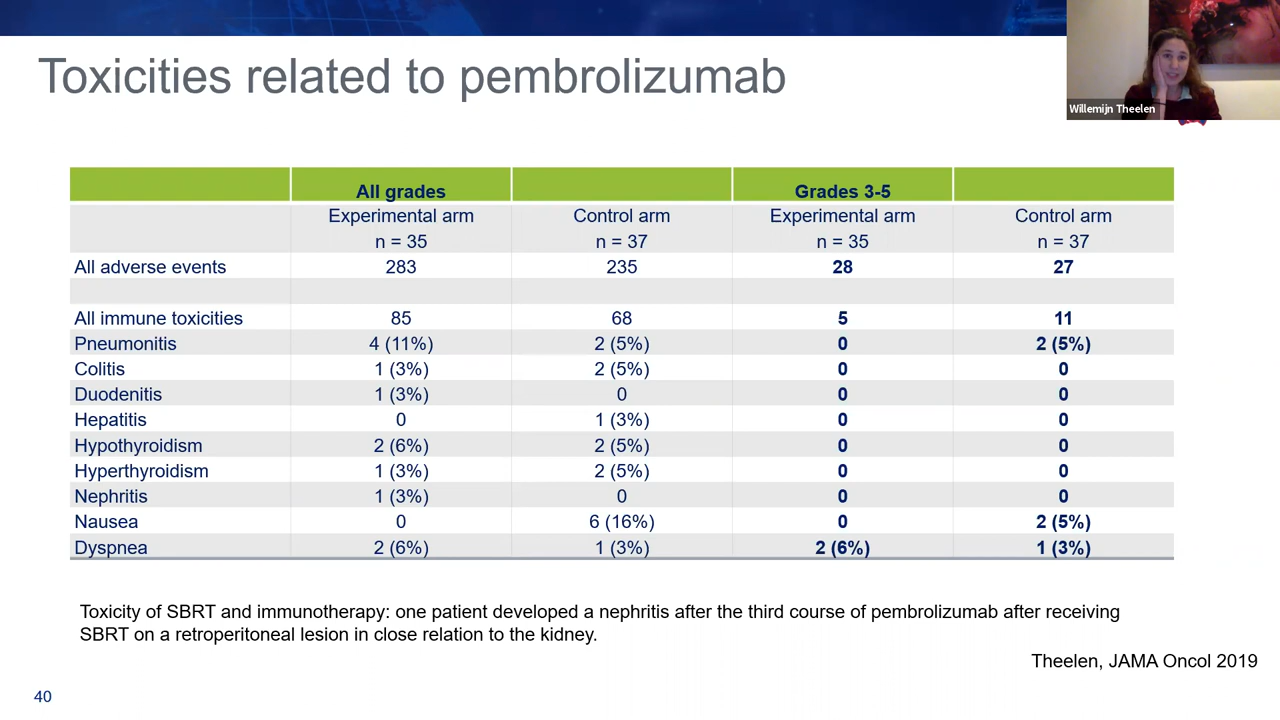 Toxicities related to pembrolizumab
Willemijn Theelen
All grades Grades 3-5
Experimental arm Control arm Experimental arm Control arm
n = 35 n = 37 n = 35 n = 37
All adverse events 283 235 28 27
All immune toxicities 85 68 5 11
Pneumonitis 4 (11%) 2 (5%) 0 2 (5%)
Colitis 1 (3%) 2 (5%) 0 0
Duodenitis 1 (3%) 0 0 0
Hepatitis 0 1 (3%) 0 0
Hypothyroidism 2 (6%) 2 (5%) 0 0
Hyperthyroidism 1 (3%) 2 (5%) 0 0
Nephritis 1 (3%) 0 0 0
Nausea 0 6 (16%) 0 2 (5%)
Dyspnea 2 (6%) 1 (3%) 2 (6%) 1 (3%)
Toxicity of SBRT and immunotherapy: one patient developed a nephritis after the third course of pembrolizumab after receiving
SBRT on a retroperitoneal lesion in close relation to the kidney.
Theelen, JAMA Oncol 2019
40